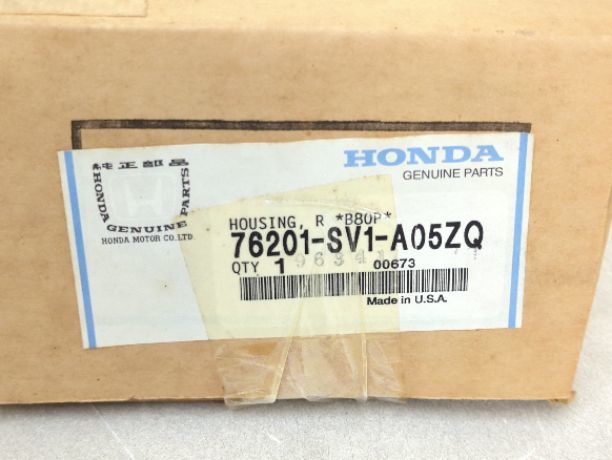 純正部品
HONDA
GENUINE
PARTS
HONDA MOTOR CO.,LTD.
HONDA
GENUINE PARTS
HOUSING, R *B80P*
76201-SV1-A05ZQ
QTY 1
00673
Made in U.S.A.